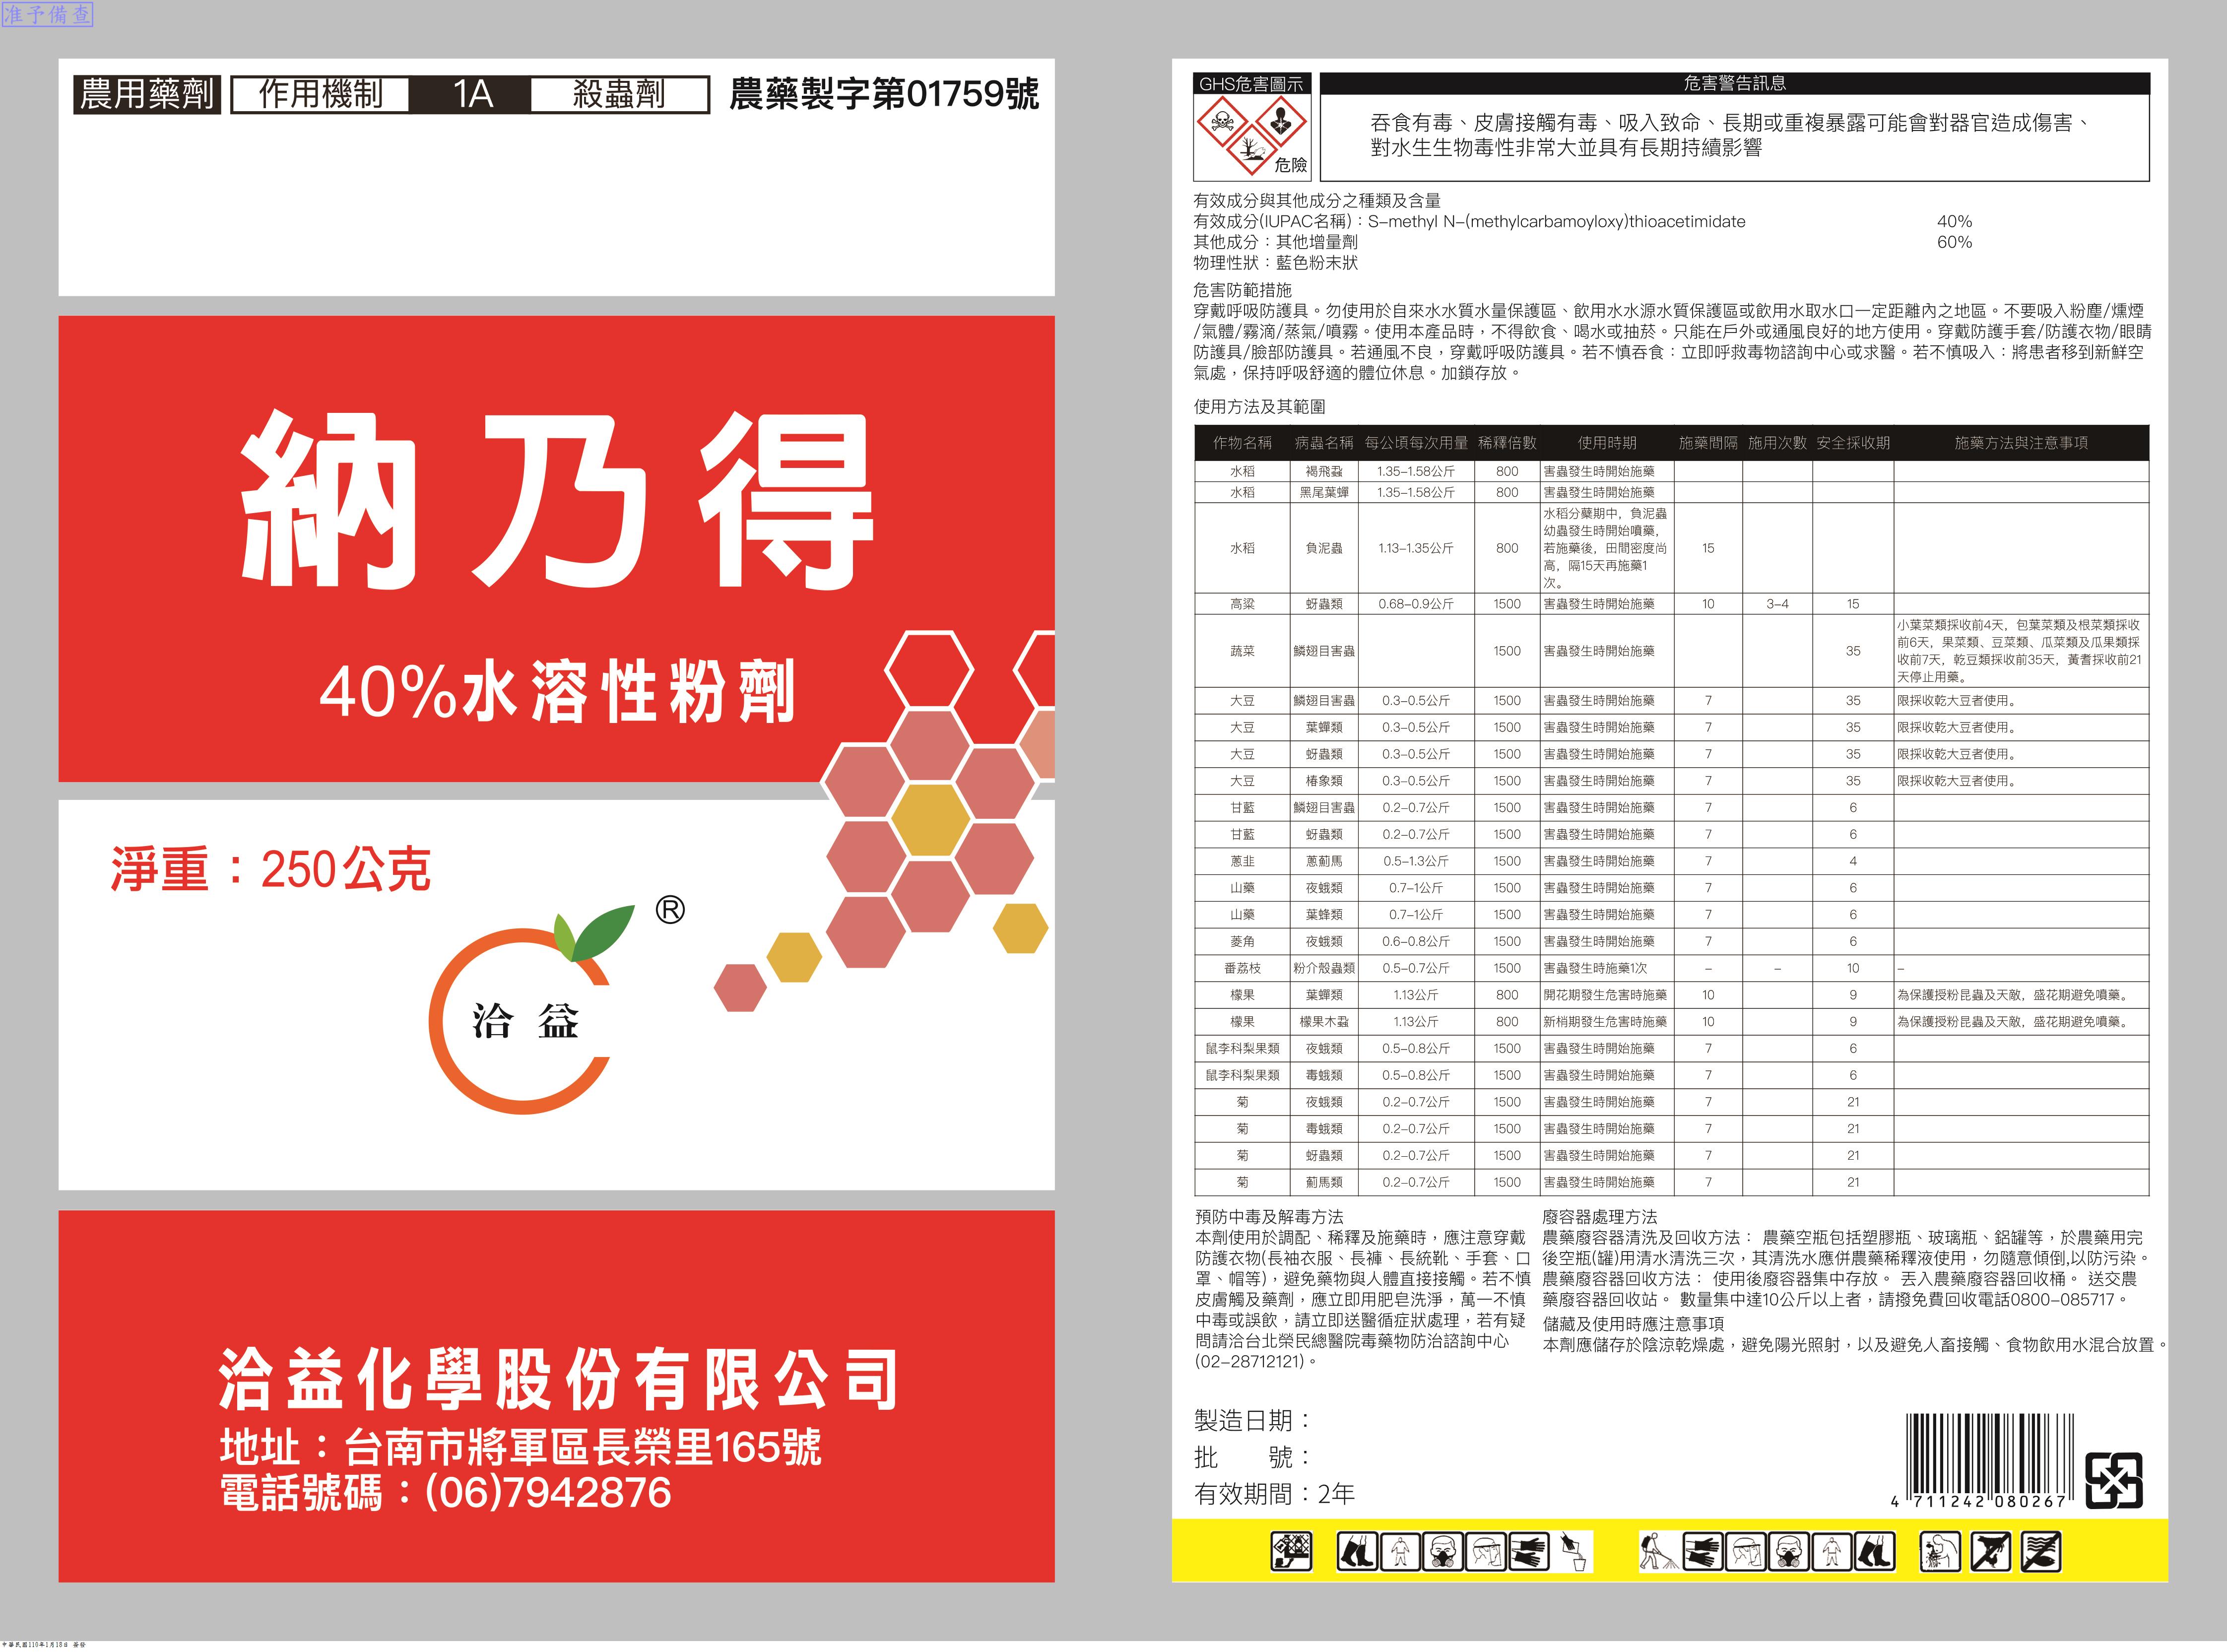 准予備查
農用藥劑 作用機制 1A 殺蟲劑 農藥製字第01759號
納乃得
40%水溶性粉劑
淨重：250公克
®
洽益
洽益化學股份有限公司
地址：台南市將軍區長榮里165號
電話號碼：(06)7942876
GHS危害圖示 危害警告訊息
危險
吞食有毒、皮膚接觸有毒、吸入致命、長期或重複暴露可能會對器官造成傷害、
對水生生物毒性非常大並具有長期持續影響
有效成分與其他成分之種類及含量
有效成分(IUPAC名稱)：S-methyl N-(methylcarbamoyloxy)thioacetimidate 40%
其他成分：其他增量劑 60%
物理性狀：藍色粉末狀
危害防範措施
穿戴呼吸防護具。勿使用於自來水水質水量保護區、飲用水水源水質保護區或飲用水取水口一定距離內之地區。不要吸入粉塵/燻煙
/氣體/霧滴/蒸氣/噴霧。使用本產品時，不得飲食、喝水或抽菸。只能在戶外或通風良好的地方使用。穿戴防護手套/防護衣物/眼睛
防護具/臉部防護具。若通風不良，穿戴呼吸防護具。若不慎吞食：立即呼救毒物諮詢中心或求醫。若不慎吸入：將患者移到新鮮空
氣處，保持呼吸舒適的體位休息。加鎖存放。
使用方法及其範圍
作物名稱 病蟲名稱 每公頃每次用量 稀釋倍數 使用時期 施藥間隔 施用次數 安全採收期 施藥方法與注意事項
水稻 褐飛蝨 1.35-1.58公斤 800 害蟲發生時開始施藥
水稻 黑尾葉蟬 1.35-1.58公斤 800 害蟲發生時開始施藥
水稻 負泥蟲 1.13-1.35公斤 800 水稻分蘗期中，負泥蟲
幼蟲發生時開始噴藥，
若施藥後，田間密度尚
高，隔15天再施藥1
次。 15
高梁 蚜蟲類 0.68-0.9公斤 1500 害蟲發生時開始施藥 10 3-4 15
蔬菜 鱗翅目害蟲 1500 害蟲發生時開始施藥 35 小葉菜類採收前4天，包葉菜類及根菜類採收
前6天，果菜類、豆菜類、瓜菜類及瓜果類採
收前7天，乾豆類採收前35天，黃耆採收前21
天停止用藥。
大豆 鱗翅目害蟲 0.3-0.5公斤 1500 害蟲發生時開始施藥 7 35 限採收乾大豆者使用。
大豆 葉蟬類 0.3-0.5公斤 1500 害蟲發生時開始施藥 7 35 限採收乾大豆者使用。
大豆 蚜蟲類 0.3-0.5公斤 1500 害蟲發生時開始施藥 7 35 限採收乾大豆者使用。
大豆 椿象類 0.3-0.5公斤 1500 害蟲發生時開始施藥 7 35 限採收乾大豆者使用。
甘藍 鱗翅目害蟲 0.2-0.7公斤 1500 害蟲發生時開始施藥 7 6
甘藍 蚜蟲類 0.2-0.7公斤 1500 害蟲發生時開始施藥 7 6
蔥韭 蔥薊馬 0.5-1.3公斤 1500 害蟲發生時開始施藥 7 4
山藥 夜蛾類 0.7-1公斤 1500 害蟲發生時開始施藥 7 6
山藥 葉蜂類 0.7-1公斤 1500 害蟲發生時開始施藥 7 6
菱角 夜蛾類 0.6-0.8公斤 1500 害蟲發生時開始施藥 7 6
番荔枝 粉介殼蟲類 0.5-0.7公斤 1500 害蟲發生時施藥1次 - - 10 -
檬果 葉蟬類 1.13公斤 800 開花期發生危害時施藥 10 9 為保護授粉昆蟲及天敵，盛花期避免噴藥。
檬果 檬果木蝨 1.13公斤 800 新梢期發生危害時施藥 10 9 為保護授粉昆蟲及天敵，盛花期避免噴藥。
鼠李科梨果類 夜蛾類 0.5-0.8公斤 1500 害蟲發生時開始施藥 7 6
鼠李科梨果類 毒蛾類 0.5-0.8公斤 1500 害蟲發生時開始施藥 7 6
菊 夜蛾類 0.2-0.7公斤 1500 害蟲發生時開始施藥 7 21
菊 毒蛾類 0.2-0.7公斤 1500 害蟲發生時開始施藥 7 21
菊 蚜蟲類 0.2-0.7公斤 1500 害蟲發生時開始施藥 7 21
菊 薊馬類 0.2-0.7公斤 1500 害蟲發生時開始施藥 7 21
預防中毒及解毒方法
本劑使用於調配、稀釋及施藥時，應注意穿戴
防護衣物(長袖衣服、長褲、長統靴、手套、口
罩、帽等)，避免藥物與人體直接接觸。若不慎
皮膚觸及藥劑，應立即用肥皂洗淨，萬一不慎
中毒或誤飲，請立即送醫循症狀處理，若有疑
問請洽台北榮民總醫院毒藥物防治諮詢中心
(02-28712121)。
廢容器處理方法
農藥廢容器清洗及回收方法： 農藥空瓶包括塑膠瓶、玻璃瓶、鋁罐等，於農藥用完
後空瓶(罐)用清水清洗三次，其清洗水應併農藥稀釋液使用，勿隨意傾倒,以防污染。
農藥廢容器回收方法： 使用後廢容器集中存放。 丟入農藥廢容器回收桶。 送交農
藥廢容器回收站。 數量集中達10公斤以上者，請撥免費回收電話0800-085717。
儲藏及使用時應注意事項
本劑應儲存於陰涼乾燥處，避免陽光照射，以及避免人畜接觸、食物飲用水混合放置。
製造日期：
批 號：
有效期間：2年
4 711242 080267
中華民國110年1月18日 簽發